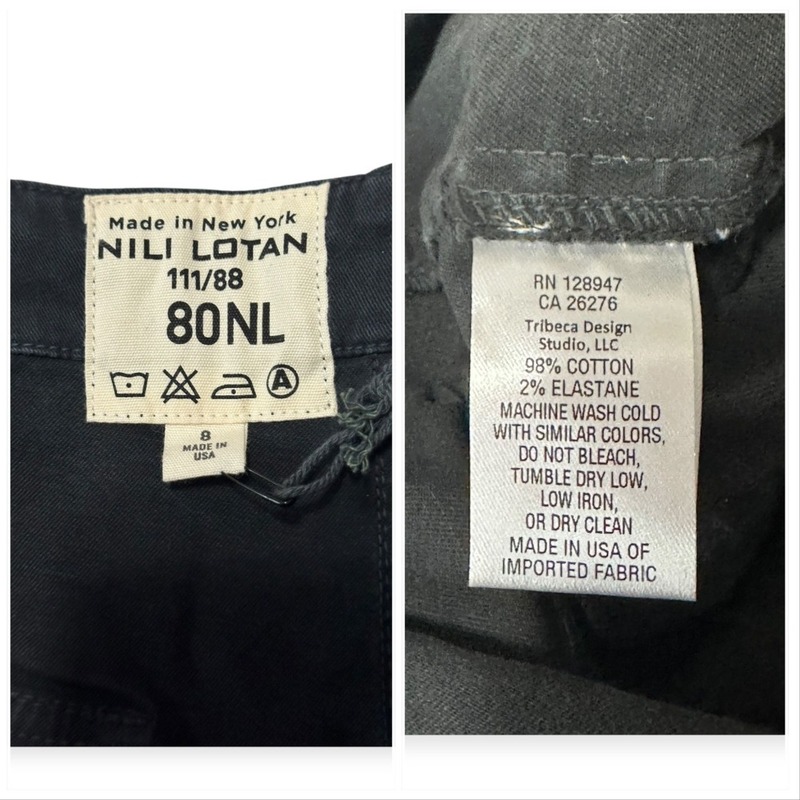 Made in New York
NILI LOTAN
111/88
80NL
A
8
MADE IN
USA
RN 128947
CA 26276
Tribeca Design
Studio, LLC
98% COTTON
2% ELASTANE
MACHINE WASH COLD
WITH SIMILAR COLORS,
DO NOT BLEACH,
TUMBLE DRY LOW,
LOW IRON,
OR DRY CLEAN
MADE IN USA OF
IMPORTED FABRIC